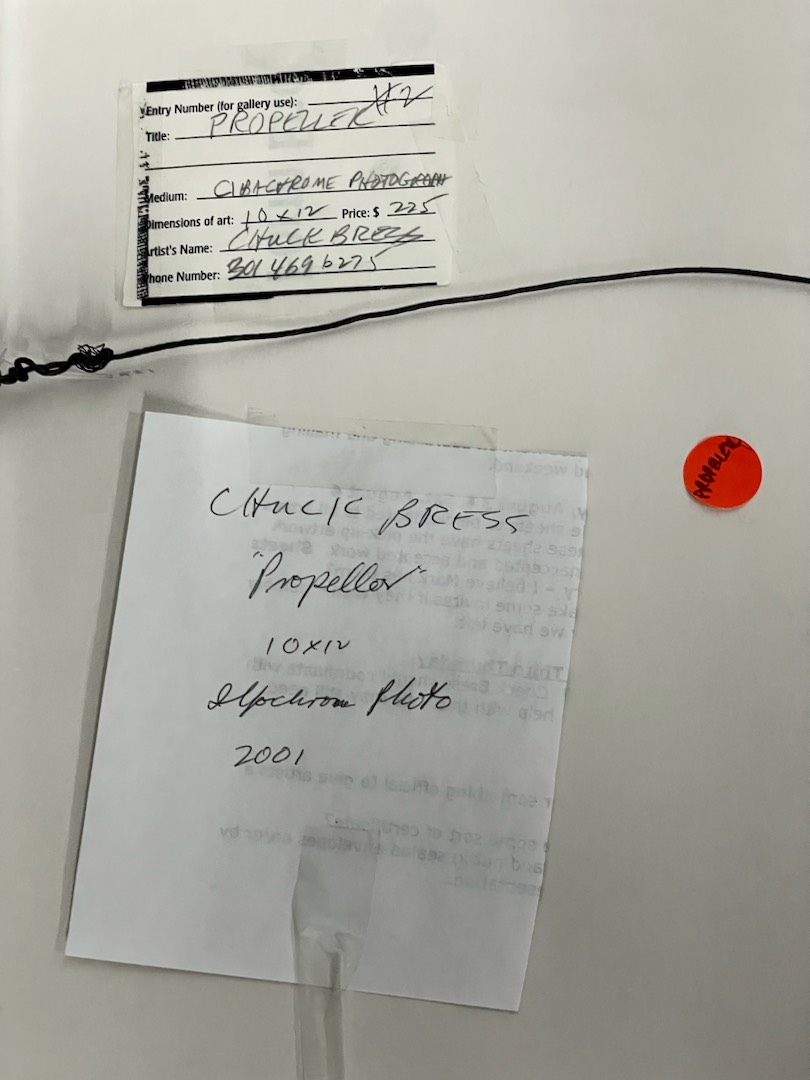 Entry Number (for gallery use): #2
Title: PROPELLER
Medium: CIBACHROME PHOTOGRAPH
Dimensions of art: 10 x 12 Price: $ 225
Artist's Name: CHUCK BRESS
Phone Number: 301 469 6275
CHUCK BRESS
"Propellor"
10x12
Ilfochrome Photo
2001
PROPELLER